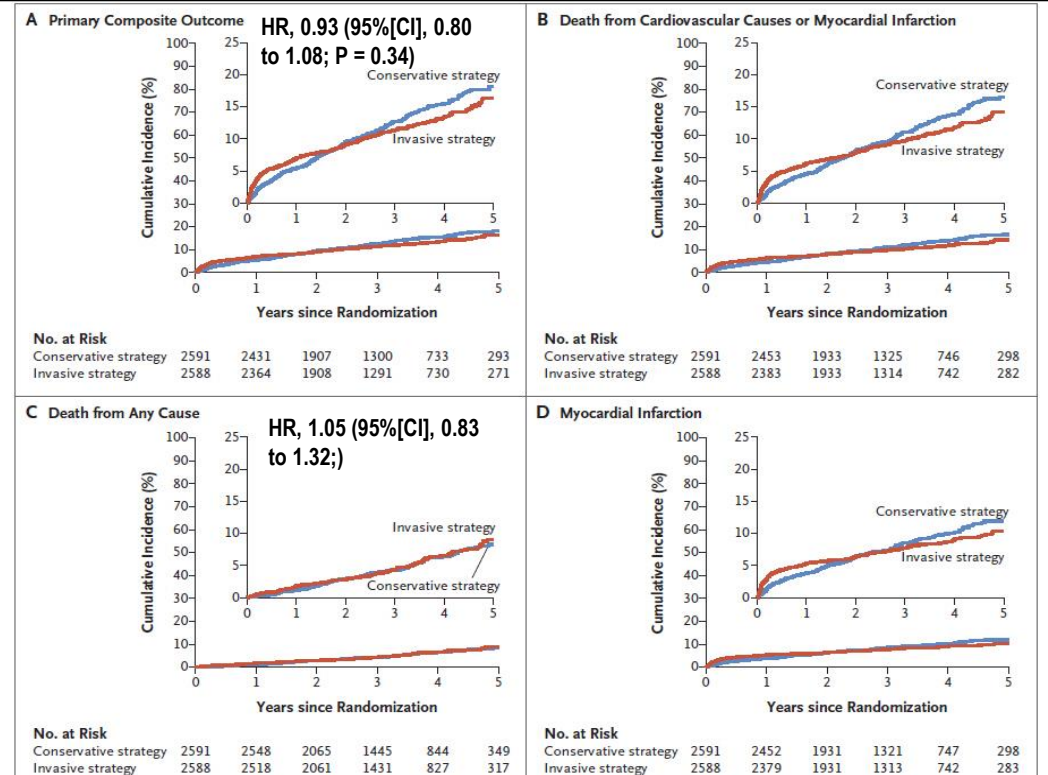 A Primary Composite Outcome
HR, 0.93 (95%[CI], 0.80
to 1.08; P = 0.34)
Cumulative Incidence (%)
100
90
80
70
60
50
40
30
20
10
0
25
20
15
10
5
0
Conservative strategy
Invasive strategy
0 1 2 3 4 5
0 1 2 3 4 5
Years since Randomization
No. at Risk
Conservative strategy 2591 2431 1907 1300 733 293
Invasive strategy 2588 2364 1908 1291 730 271
B Death from Cardiovascular Causes or Myocardial Infarction
Cumulative Incidence (%)
100
90
80
70
60
50
40
30
20
10
0
25
20
15
10
5
0
Conservative strategy
Invasive strategy
0 1 2 3 4 5
0 1 2 3 4 5
Years since Randomization
No. at Risk
Conservative strategy 2591 2453 1933 1325 746 298
Invasive strategy 2588 2383 1933 1314 742 282
C Death from Any Cause
HR, 1.05 (95%[CI], 0.83
to 1.32;)
Cumulative Incidence (%)
100
90
80
70
60
50
40
30
20
10
0
25
20
15
10
5
0
Invasive strategy
Conservative strategy
0 1 2 3 4 5
0 1 2 3 4 5
Years since Randomization
No. at Risk
Conservative strategy 2591 2548 2065 1445 844 349
Invasive strategy 2588 2518 2061 1431 827 317
D Myocardial Infarction
Cumulative Incidence (%)
100
90
80
70
60
50
40
30
20
10
0
25
20
15
10
5
0
Conservative strategy
Invasive strategy
0 1 2 3 4 5
0 1 2 3 4 5
Years since Randomization
No. at Risk
Conservative strategy 2591 2452 1931 1321 747 298
Invasive strategy 2588 2379 1931 1313 742 283